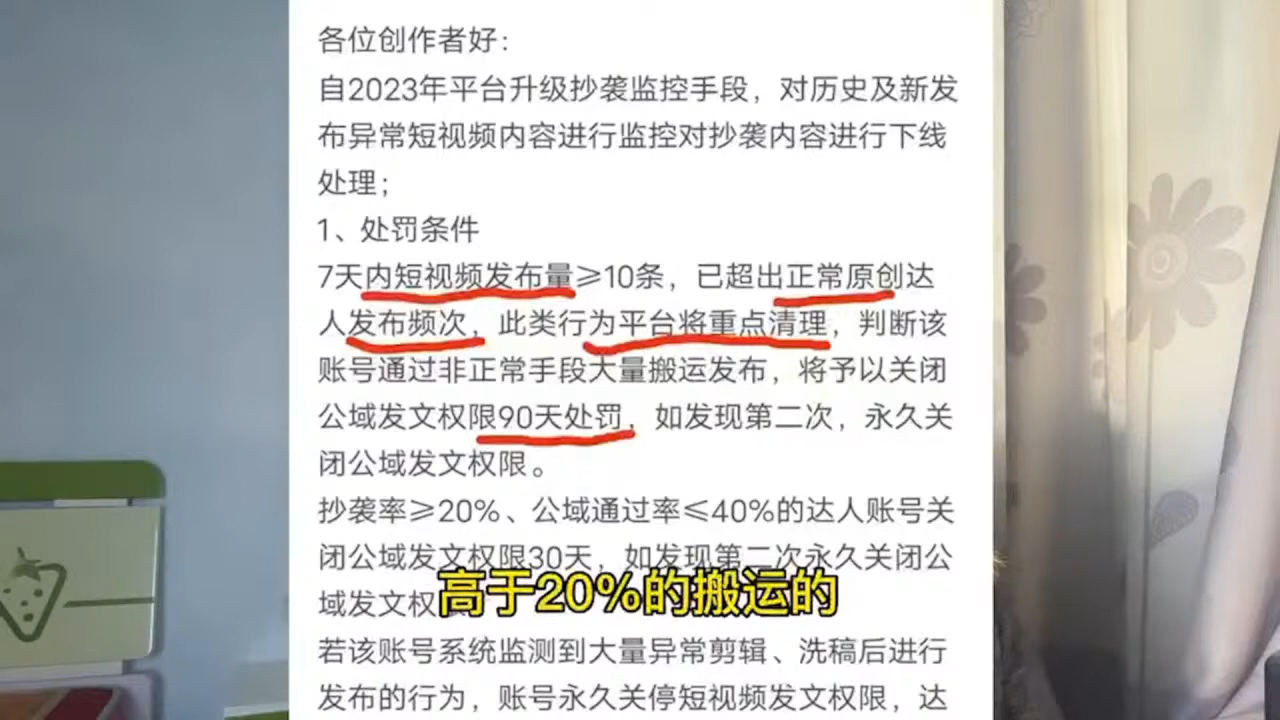 各位创作者好：
自2023年平台升级抄袭监控手段，对历史及新发
布异常短视频内容进行监控对抄袭内容进行下线
处理；
1、处罚条件
7天内短视频发布量≥10条，已超出正常原创达
人发布频次，此类行为平台将重点清理，判断该
账号通过非正常手段大量搬运发布，将予以关闭
公域发文权限90天处罚，如发现第二次，永久关
闭公域发文权限。
抄袭率≥20%、公域通过率≤40%的达人账号关
闭公域发文权限30天，如发现第二次永久关闭公
域发文权
高于20%的搬运的
若该账号系统监测到大量异常剪辑、洗稿后进行
发布的行为，账号永久关停短视频发文权限，达